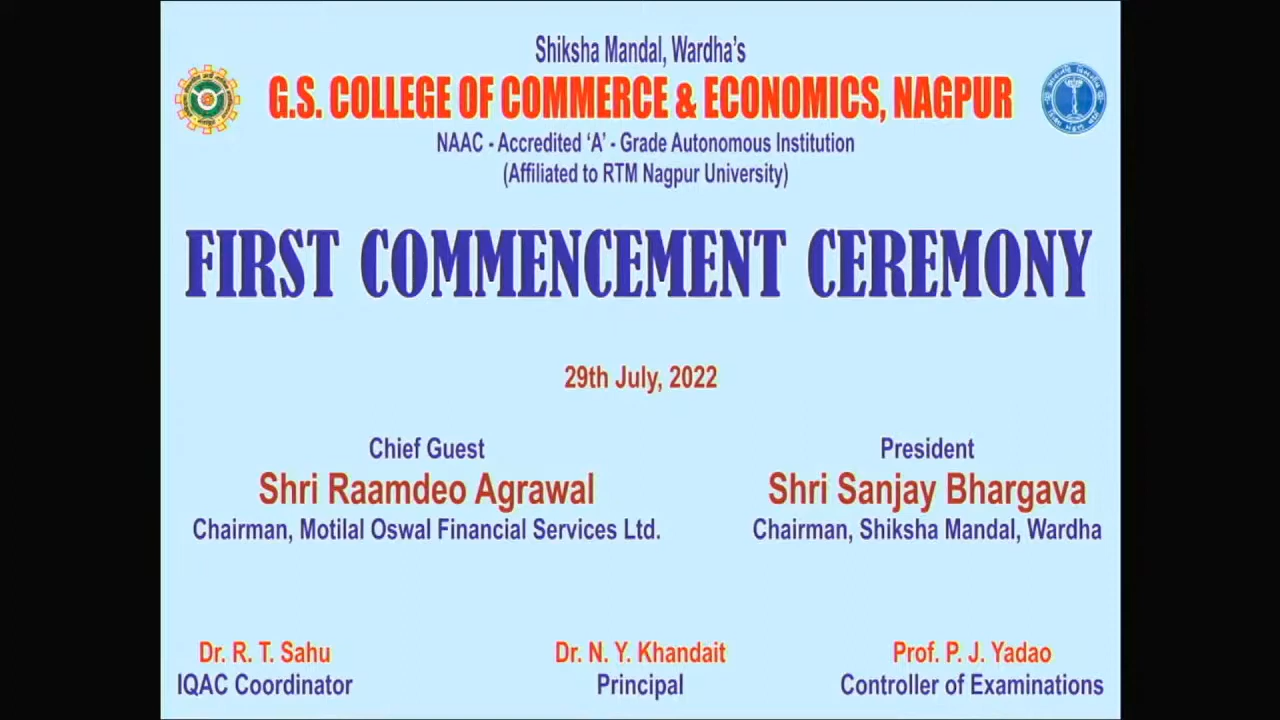 Shiksha Mandal, Wardha's
G.S. COLLEGE OF COMMERCE & ECONOMICS, NAGPUR
NAAC - Accredited ‘A’ - Grade Autonomous Institution
(Affiliated to RTM Nagpur University)
FIRST COMMENCEMENT CEREMONY
29th July, 2022
Chief Guest
Shri Raamdeo Agrawal
Chairman, Motilal Oswal Financial Services Ltd.
President
Shri Sanjay Bhargava
Chairman, Shiksha Mandal, Wardha
Dr. R. T. Sahu
IQAC Coordinator
Dr. N. Y. Khandait
Principal
Prof. P. J. Yadao
Controller of Examinations